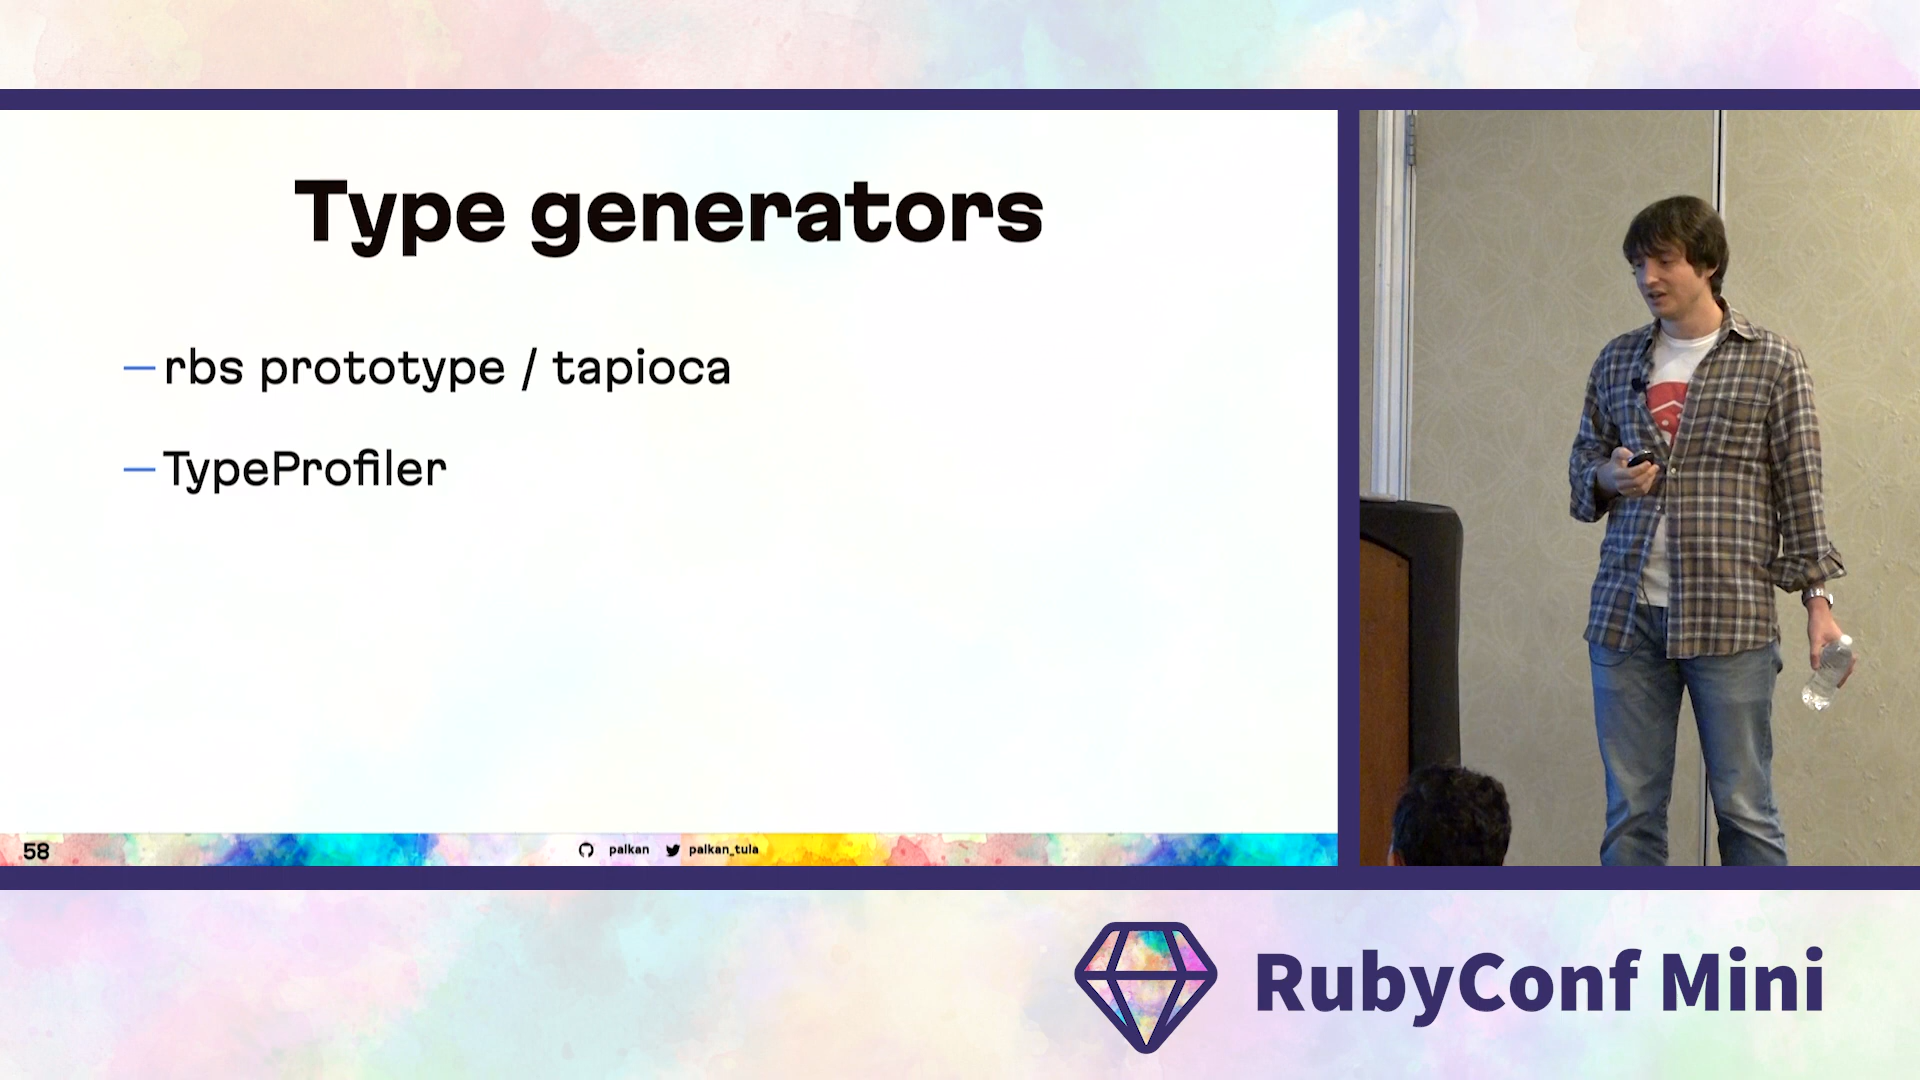 Type generators
— rbs prototype / tapioca
— TypeProfiler
58
palkan
palkan_tula
RubyConf Mini